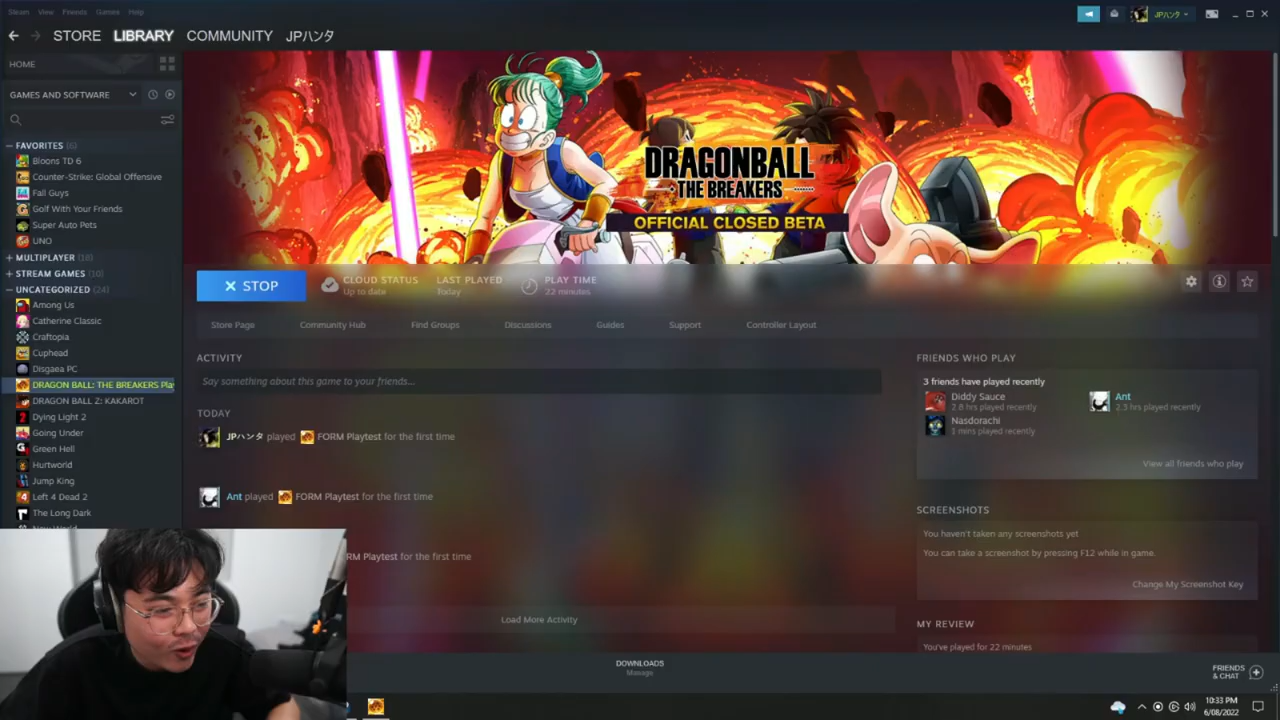 Steam View Friends Games Help
JPハンタ
STORE LIBRARY COMMUNITY JPハンタ
HOME
GAMES AND SOFTWARE
FAVORITES (6)
Bloons TD 6
Counter-Strike: Global Offensive
Fall Guys
Golf With Your Friends
Super Auto Pets
UNO
MULTIPLAYER (18)
STREAM GAMES (10)
UNCATEGORIZED (24)
Among Us
Catherine Classic
Craftopia
Cuphead
Disgaea PC
DRAGON BALL: THE BREAKERS Play
DRAGON BALL Z: KAKAROT
Dying Light 2
Going Under
Green Hell
Hurtworld
Jump King
Left 4 Dead 2
The Long Dark
New World
DRAGONBALL
THE BREAKERS
OFFICIAL CLOSED BETA
STOP
CLOUD STATUS
Up to date
LAST PLAYED
Today
PLAY TIME
22 minutes
Store Page Community Hub Find Groups Discussions Guides Support Controller Layout
ACTIVITY
Say something about this game to your friends...
TODAY
JPハンタ played FORM Playtest for the first time
Ant played FORM Playtest for the first time
RM Playtest for the first time
Load More Activity
FRIENDS WHO PLAY
3 friends have played recently
Diddy Sauce
2.8 hrs played recently
Ant
2.3 hrs played recently
Nasdorachi
1 mins played recently
View all friends who play
SCREENSHOTS
You haven't taken any screenshots yet
You can take a screenshot by pressing F12 while in game.
Change My Screenshot Key
MY REVIEW
You've played for 22 minutes
DOWNLOADS
Manage
FRIENDS
& CHAT
10:33 PM
6/08/2022